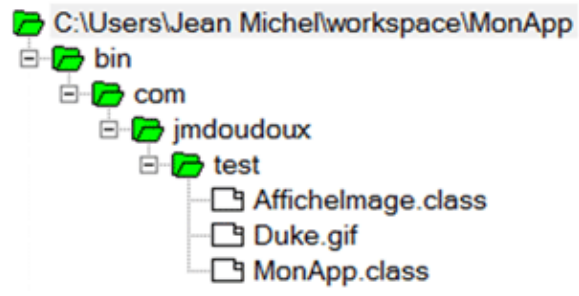 C:\Users\Jean Michel\workspace\MonApp
bin
com
jmdoudoux
test
AfficheImage.class
Duke.gif
MonApp.class